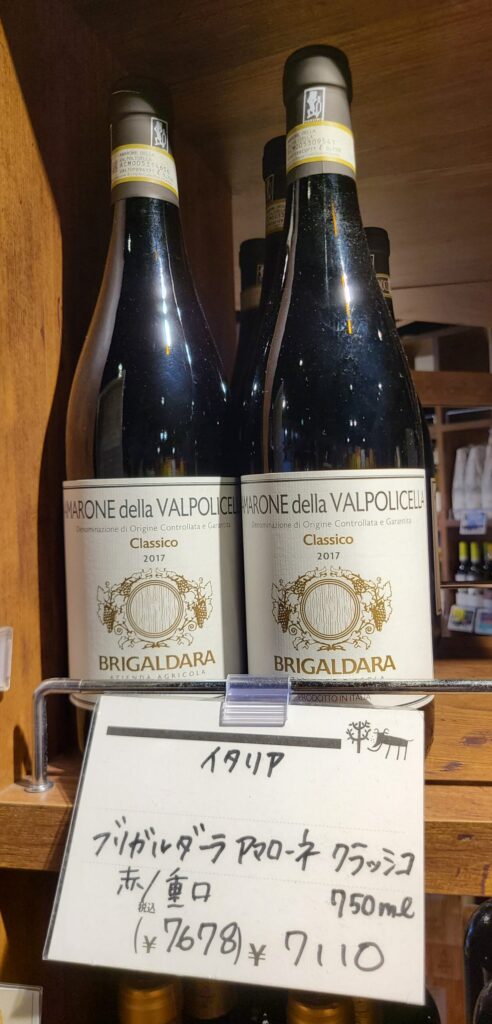 AMARONE della VALPOLICELLA
Denominazione di Origine Controllata e Garantita
Classico
2017
BRIGALDARA
AZIENDA AGRICOLA
AMARONE della VALPOLICELLA
Denominazione di Origine Controllata e Garantita
Classico
2017
BRIGALDARA
PRODOTTO IN ITALIA
イタリア
ブリガルダーラ アマローネ クラッシコ
赤/重口 750ml
税込
(¥7678) ¥7110